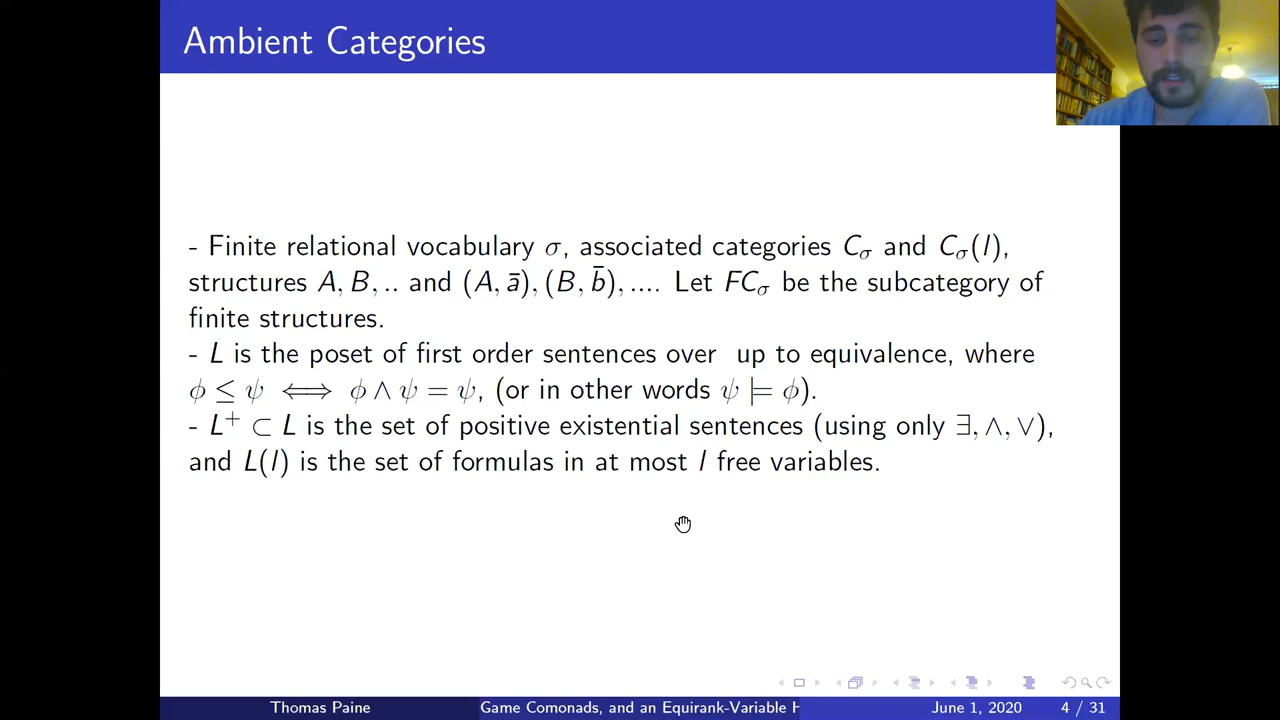 Ambient Categories
- Finite relational vocabulary σ, associated categories C_σ and C_σ(l),
structures A, B, .. and (A, ā), (B, b̄), .... Let FC_σ be the subcategory of
finite structures.
- L is the poset of first order sentences over up to equivalence, where
ϕ ≤ ψ ⟺ ϕ ∧ ψ = ψ, (or in other words ψ ⊨ ϕ).
- L⁺ ⊂ L is the set of positive existential sentences (using only ∃, ∧, ∨),
and L(l) is the set of formulas in at most l free variables.
Thomas Paine Game Comonads, and an Equirank-Variable H June 1, 2020 4 / 31